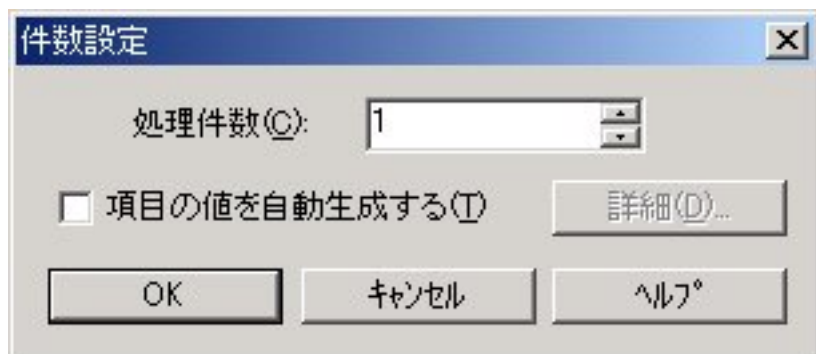 件数設定
処理件数(C): 1
項目の値を自動生成する(T) 詳細(D)...
OK ｷｬﾝｾﾙ ﾍﾙﾌﾟ